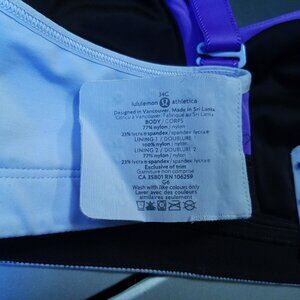 34C
lululemon athletica
Designed in Vancouver, Made in Sri Lanka
Conçu à Vancouver, Fabriqué au Sri Lanka
BODY / CORPS
77% nylon / nylon
23% lycra® spandex / spandex lycra®
LINING 1 / DOUBLURE 1
100% nylon / nylon
LINING 2 / DOUBLURE 2
77% nylon / nylon
23% lycra® spandex / spandex lycra®
Exclusive of trim
Garniture non comprise
CA 35801 RN 106259
Wash with like colours only
Laver avec des couleurs
similaires